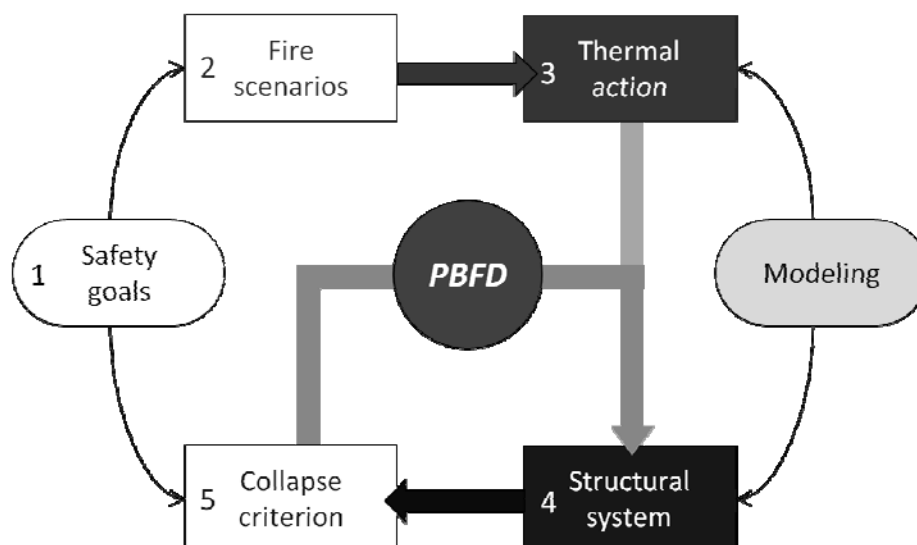 2
Fire
scenarios
3
Thermal
action
1
Safety
goals
PBFD
Modeling
5
Collapse
criterion
4
Structural
system